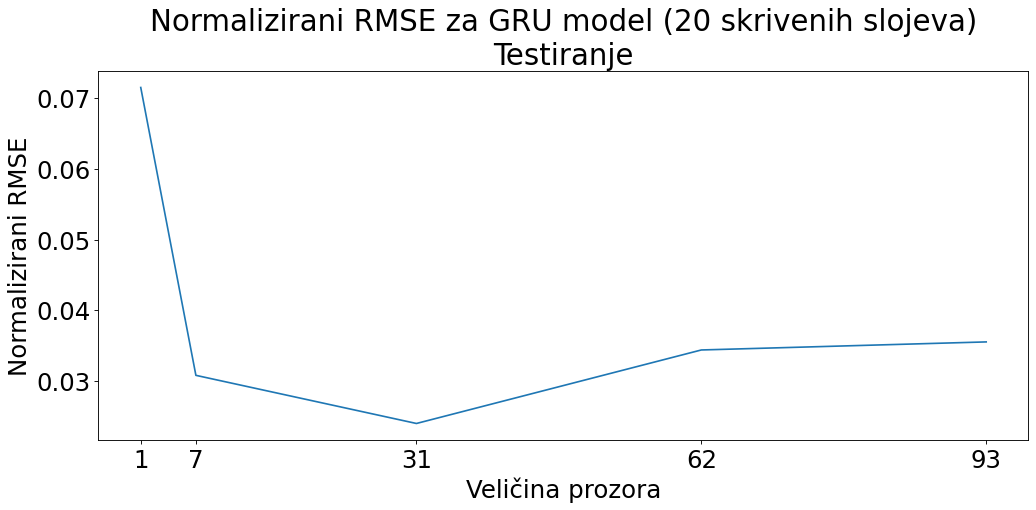 Normalizirani RMSE za GRU model (20 skrivenih slojeva)
Testiranje
Normalizirani RMSE
0.07
0.06
0.05
0.04
0.03
1 7 31 62 93
Veličina prozora